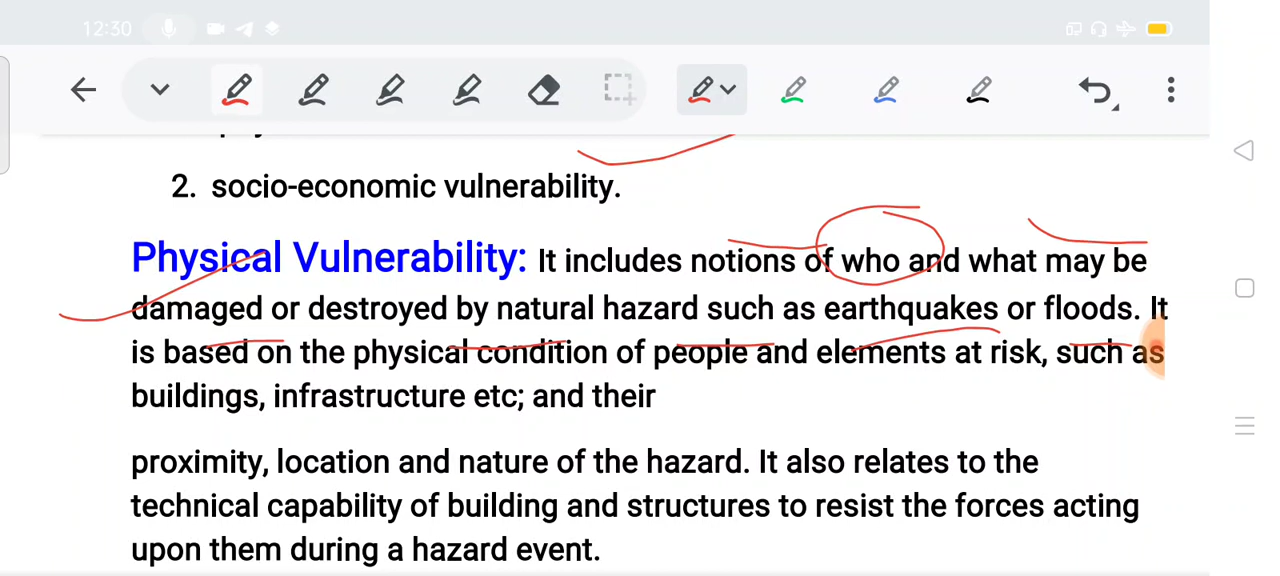 12:30
2. socio-economic vulnerability.
Physical Vulnerability: It includes notions of who and what may be
damaged or destroyed by natural hazard such as earthquakes or floods. It
is based on the physical condition of people and elements at risk, such as
buildings, infrastructure etc; and their
proximity, location and nature of the hazard. It also relates to the
technical capability of building and structures to resist the forces acting
upon them during a hazard event.